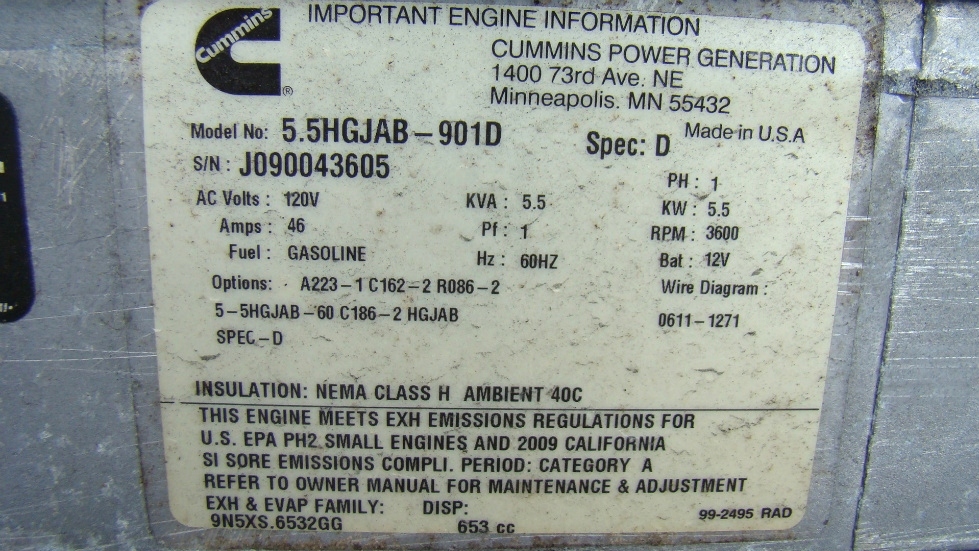 Cummins
®
IMPORTANT ENGINE INFORMATION
CUMMINS POWER GENERATION
1400 73rd Ave. NE
Minneapolis. MN 55432
Model No: 5.5HGJAB-901D Spec: D Made in U.S.A
S/N: J090043605 PH: 1
AC Volts: 120V KVA: 5.5 KW: 5.5
Amps: 46 Pf: 1 RPM: 3600
Fuel: GASOLINE Hz: 60HZ Bat: 12V
Options: A223-1 C162-2 R086-2 Wire Diagram:
5-5HGJAB-60 C186-2 HGJAB 0611-1271
SPEC-D
INSULATION: NEMA CLASS H AMBIENT 40C
THIS ENGINE MEETS EXH EMISSIONS REGULATIONS FOR
U.S. EPA PH2 SMALL ENGINES AND 2009 CALIFORNIA
SI SORE EMISSIONS COMPLI. PERIOD: CATEGORY A
REFER TO OWNER MANUAL FOR MAINTENANCE & ADJUSTMENT
EXH & EVAP FAMILY: DISP:
9N5XS.6532GG 653 cc 99-2495 RAD